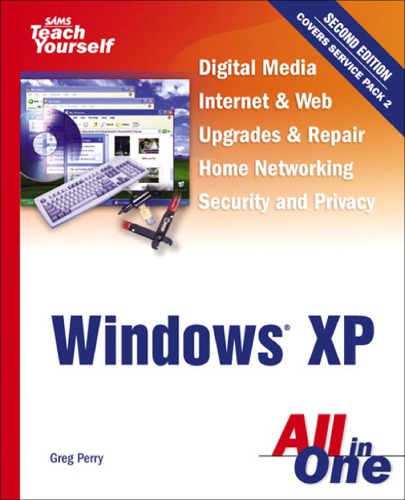 SAMS
Teach
Yourself
SECOND EDITION
COVERS SERVICE PACK 2
Digital Media
Internet & Web
Upgrades & Repair
Home Networking
Security and Privacy
Windows® XP
Greg Perry
All in
One